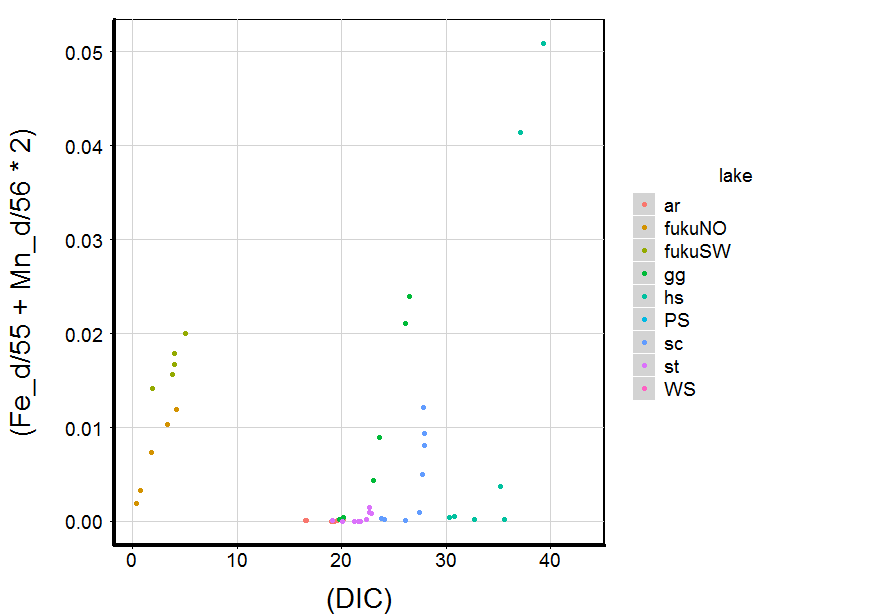 (Fe_d/55 + Mn_d/56 * 2)
0.05
0.04
0.03
0.02
0.01
0.00
0 10 20 30 40
(DIC)
lake
ar
fukuNO
fukuSW
gg
hs
PS
sc
st
WS